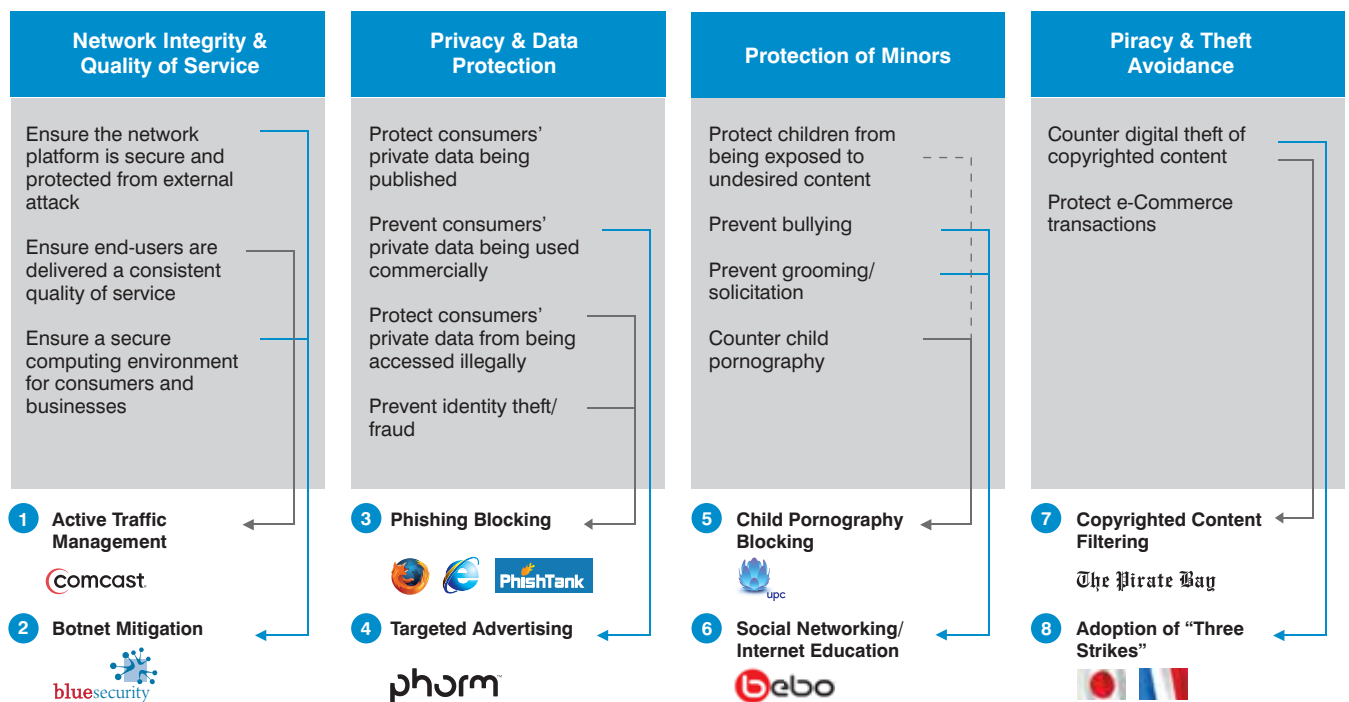 Network Integrity &
Quality of Service
Ensure the network
platform is secure and
protected from external
attack
Ensure end-users are
delivered a consistent
quality of service
Ensure a secure
computing environment
for consumers and
businesses
1 Active Traffic
Management
comcast.
2 Botnet Mitigation
bluesecurity
Privacy & Data
Protection
Protect consumers’
private data being
published
Prevent consumers’
private data being used
commercially
Protect consumers’
private data from being
accessed illegally
Prevent identity theft/
fraud
3 Phishing Blocking
PhishTank
4 Targeted Advertising
phorm
Protection of Minors
Protect children from
being exposed to
undesired content
Prevent bullying
Prevent grooming/
solicitation
Counter child
pornography
5 Child Pornography
Blocking
upc
6 Social Networking/
Internet Education
bebo
Piracy & Theft
Avoidance
Counter digital theft of
copyrighted content
Protect e-Commerce
transactions
7 Copyrighted Content
Filtering
The Pirate Bay
8 Adoption of “Three
Strikes”